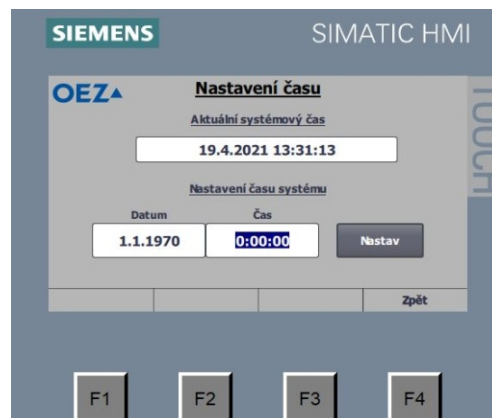 SIEMENS SIMATIC HMI
TOUCH
OEZ Nastavení času
Aktuální systémový čas
19.4.2021 13:31:13
Nastavení času systému
Datum Čas
1.1.1970 0:00:00 Nastav
Zpět
F1 F2 F3 F4